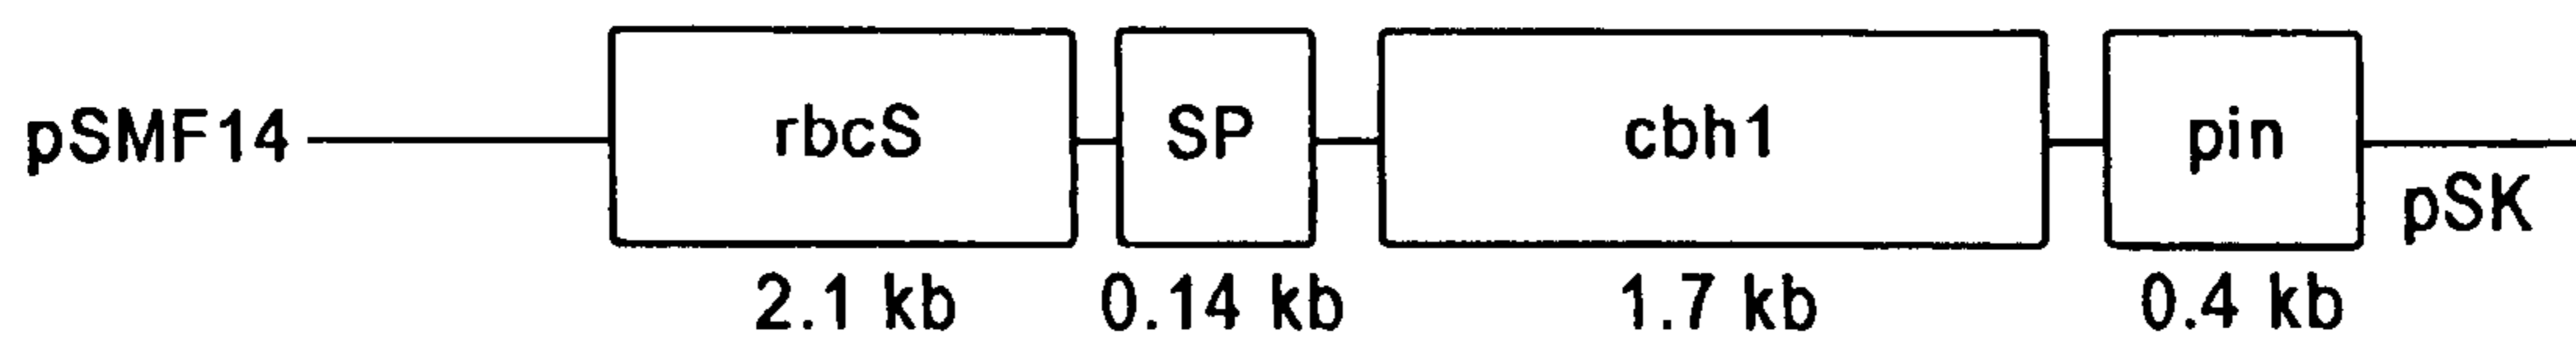 pSMF14 rbcS SP cbh1 pin
pSK
2.1 kb 0.14 kb 1.7 kb 0.4 kb